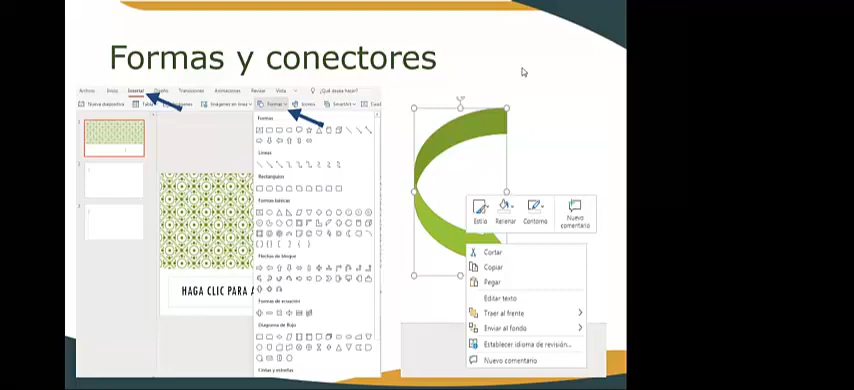 Formas y conectores
Archivo Inicio Insertar Diseño Transiciones Animaciones Revisar Vista ¿Qué desea hacer?
Nueva diapositiva Imágenes en línea Formas Iconos SmartArt
Formas
Líneas
Rectángulos
Formas básicas
Flechas de bloque
Formas de ecuación
Diagrama de flujo
Cintas y estrellas
HAGA CLIC PARA
Estilo Rellenar Contorno Nuevo comentario
Cortar
Copiar
Pegar
Editar texto
Traer al frente
Enviar al fondo
Establecer idioma de revisión...
Nuevo comentario